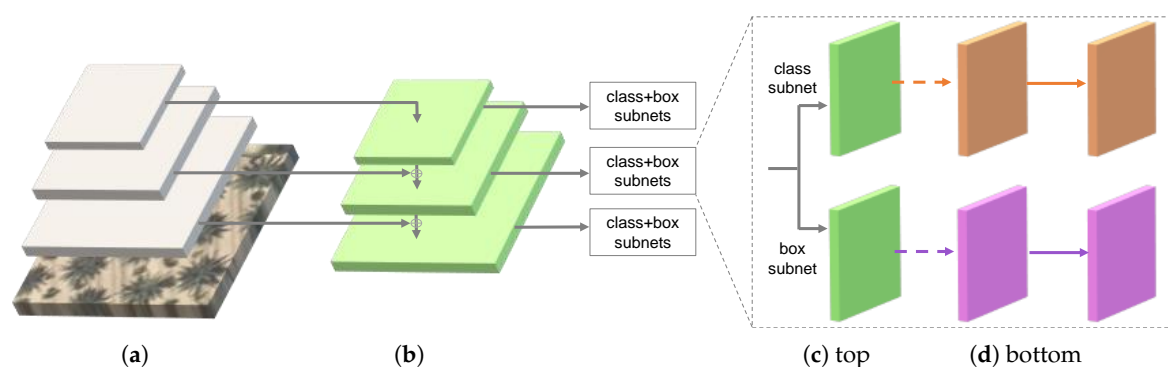 class+box
subnets
class+box
subnets
class+box
subnets
class
subnet
box
subnet
(a)
(b)
(c) top
(d) bottom